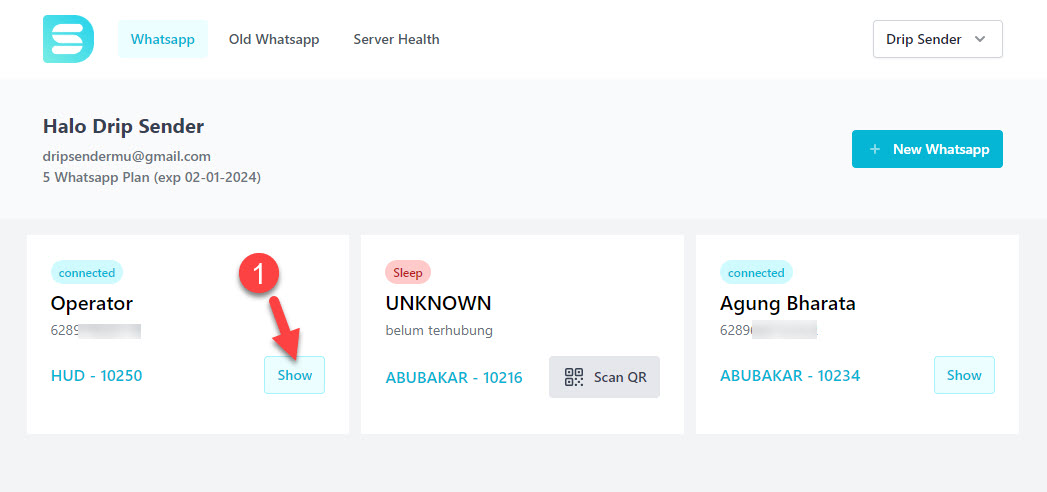 Whatsapp Old Whatsapp Server Health Drip Sender
Halo Drip Sender
dripsendermu@gmail.com
5 Whatsapp Plan (exp 02-01-2024)
+ New Whatsapp
connected
Operator
6289
HUD - 10250
Show
1
Sleep
UNKNOWN
belum terhubung
ABUBAKAR - 10216
Scan QR
connected
Agung Bharata
6289
ABUBAKAR - 10234
Show